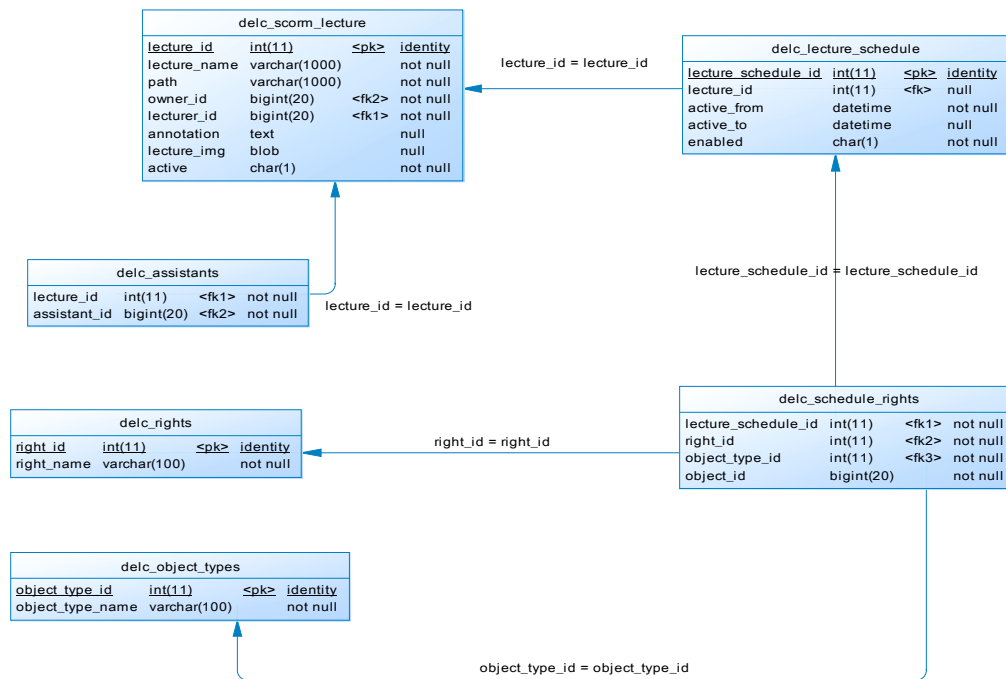 delc_scorm_lecture
lecture_id int(11) <pk> identity
lecture_name varchar(1000) not null
path varchar(1000) not null
owner_id bigint(20) <fk2> not null
lecturer_id bigint(20) <fk1> not null
annotation text null
lecture_img blob null
active char(1) not null
lecture_id = lecture_id
delc_lecture_schedule
lecture_schedule_id int(11) <pk> identity
lecture_id int(11) <fk> null
active_from datetime not null
active_to datetime null
enabled char(1) not null
delc_assistants
lecture_id int(11) <fk1> not null
assistant_id bigint(20) <fk2> not null
lecture_id = lecture_id
lecture_schedule_id = lecture_schedule_id
delc_rights
right_id int(11) <pk> identity
right_name varchar(100) not null
right_id = right_id
delc_schedule_rights
lecture_schedule_id int(11) <fk1> not null
right_id int(11) <fk2> not null
object_type_id int(11) <fk3> not null
object_id bigint(20) not null
delc_object_types
object_type_id int(11) <pk> identity
object_type_name varchar(100) not null
object_type_id = object_type_id